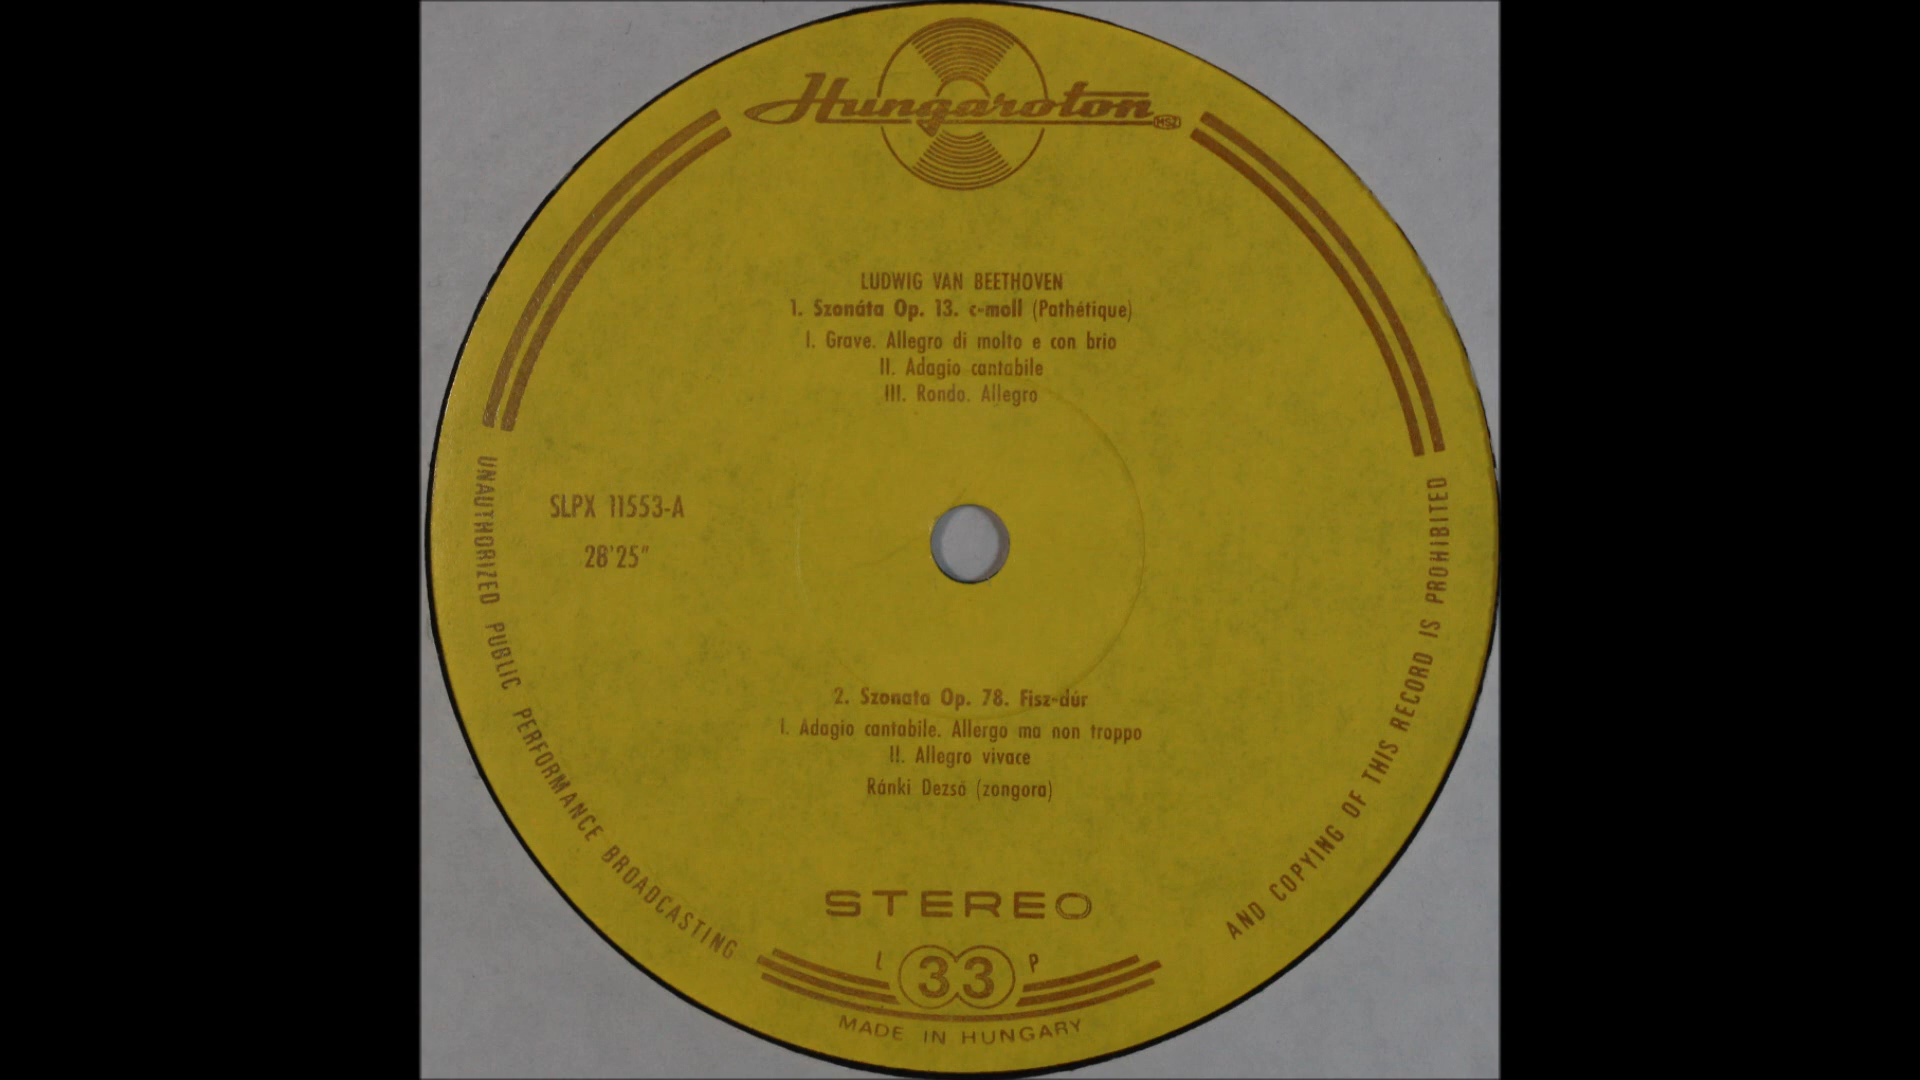 Hungaroton
MSZ
LUDWIG VAN BEETHOVEN
1. Szonáta Op. 13. c-moll (Pathétique)
I. Grave. Allegro di molto e con brio
II. Adagio cantabile
III. Rondo. Allegro
SLPX 11553-A
28'25"
2. Szonata Op. 78. Fisz-dúr
I. Adagio cantabile. Allergo ma non troppo
II. Allegro vivace
Ránki Dezső (zongora)
STEREO
L 33 P
MADE IN HUNGARY
UNAUTHORIZED PUBLIC PERFORMANCE BROADCASTING
AND COPYING OF THIS RECORD IS PROHIBITED